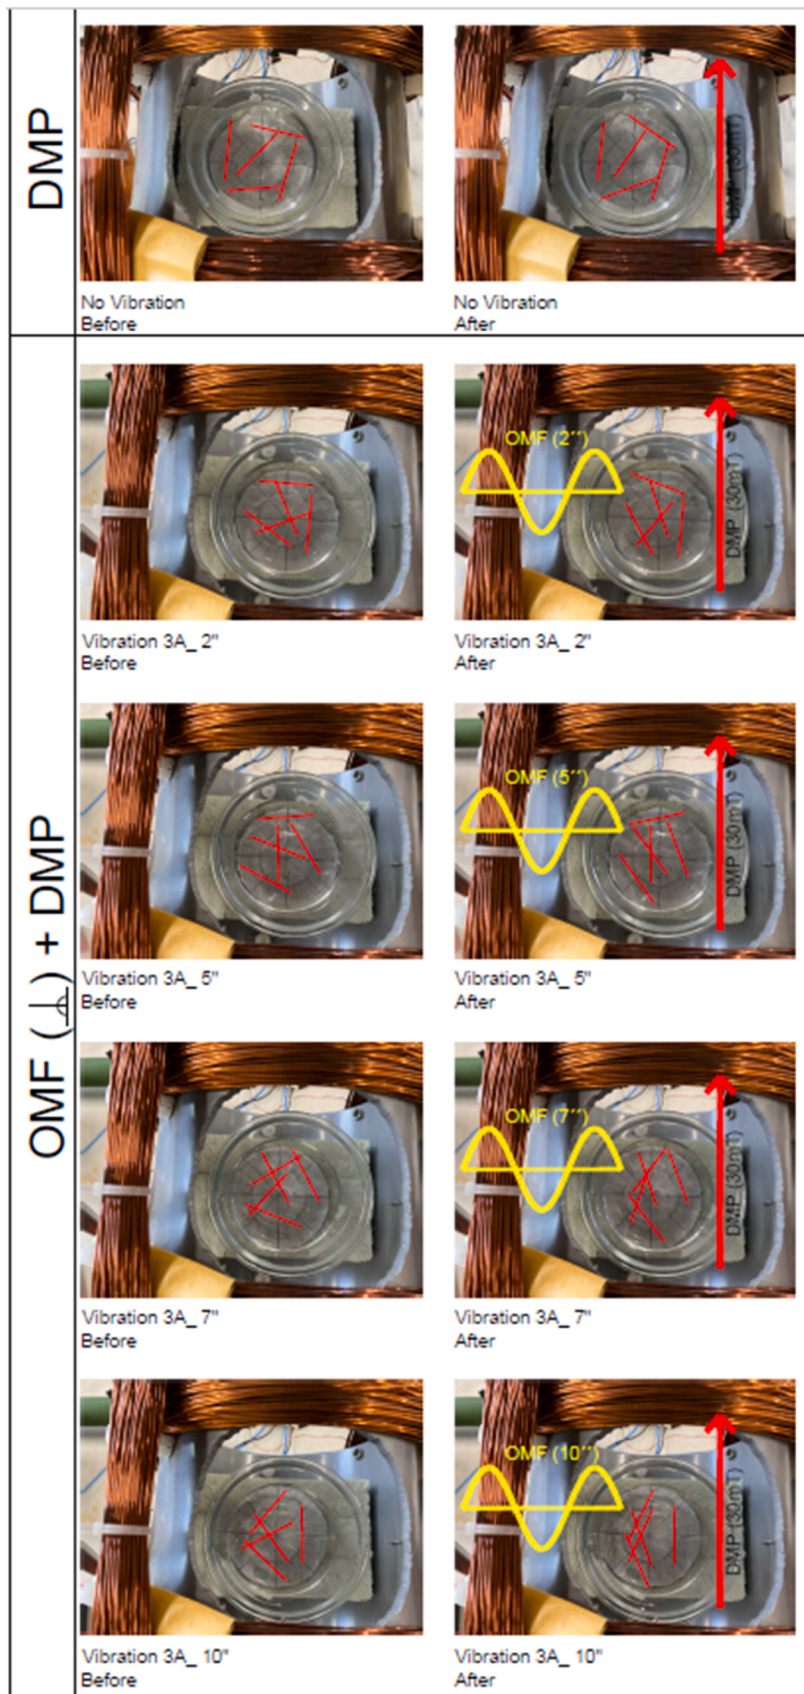 DMP
DMP (30mT)
No Vibration
Before
No Vibration
After
OMF (⊥) + DMP
OMF (2´´)
DMP (30mT)
Vibration 3A_ 2"
Before
Vibration 3A_ 2"
After
OMF (5´´)
DMP (30mT)
Vibration 3A_ 5"
Before
Vibration 3A_ 5"
After
OMF (7´´)
DMP (30mT)
Vibration 3A_ 7"
Before
Vibration 3A_ 7"
After
OMF (10´´)
DMP (30mT)
Vibration 3A_ 10"
Before
Vibration 3A_ 10"
After